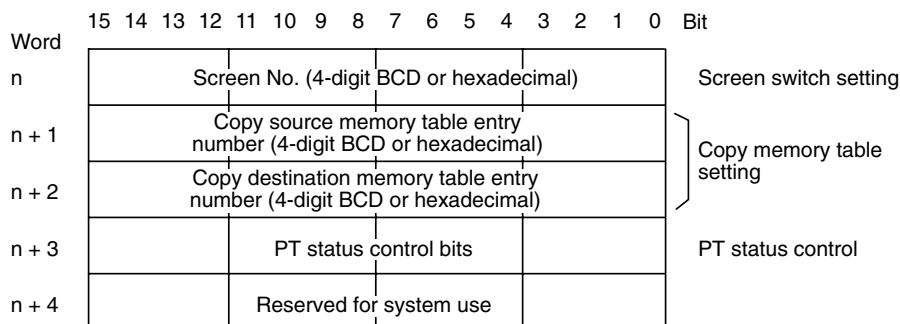 15 14 13 12 11 10 9 8 7 6 5 4 3 2 1 0 Bit
Word
n Screen No. (4-digit BCD or hexadecimal) Screen switch setting
n + 1 Copy source memory table entry
number (4-digit BCD or hexadecimal)
Copy memory table
setting
n + 2 Copy destination memory table entry
number (4-digit BCD or hexadecimal)
n + 3 PT status control bits PT status control
n + 4 Reserved for system use